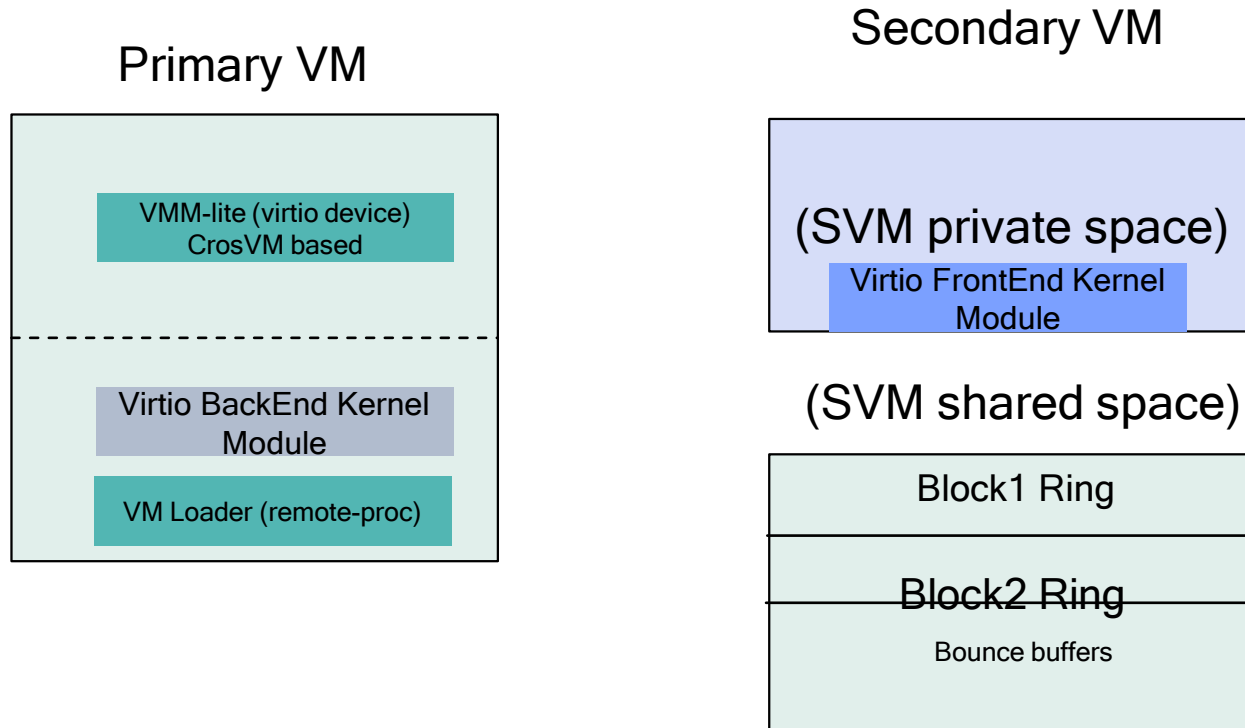 Primary VM
VMM-lite (virtio device)
CrosVM based
Virtio BackEnd Kernel
Module
VM Loader (remote-proc)
Secondary VM
(SVM private space)
Virtio FrontEnd Kernel
Module
(SVM shared space)
Block1 Ring
Block2 Ring
Bounce buffers